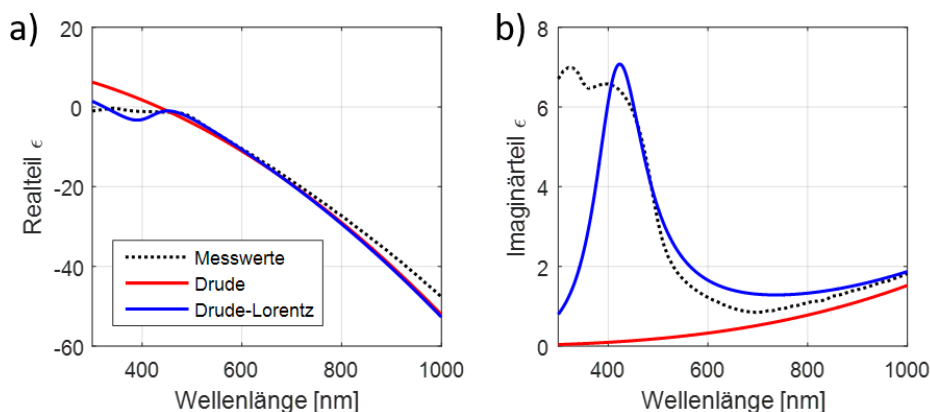 a)
20
0
-20
-40
-60
Realteil ϵ
Messwerte
Drude
Drude-Lorentz
400 600 800 1000
Wellenlänge [nm]
b)
8
6
4
2
0
Imaginärteil ϵ
400 600 800 1000
Wellenlänge [nm]